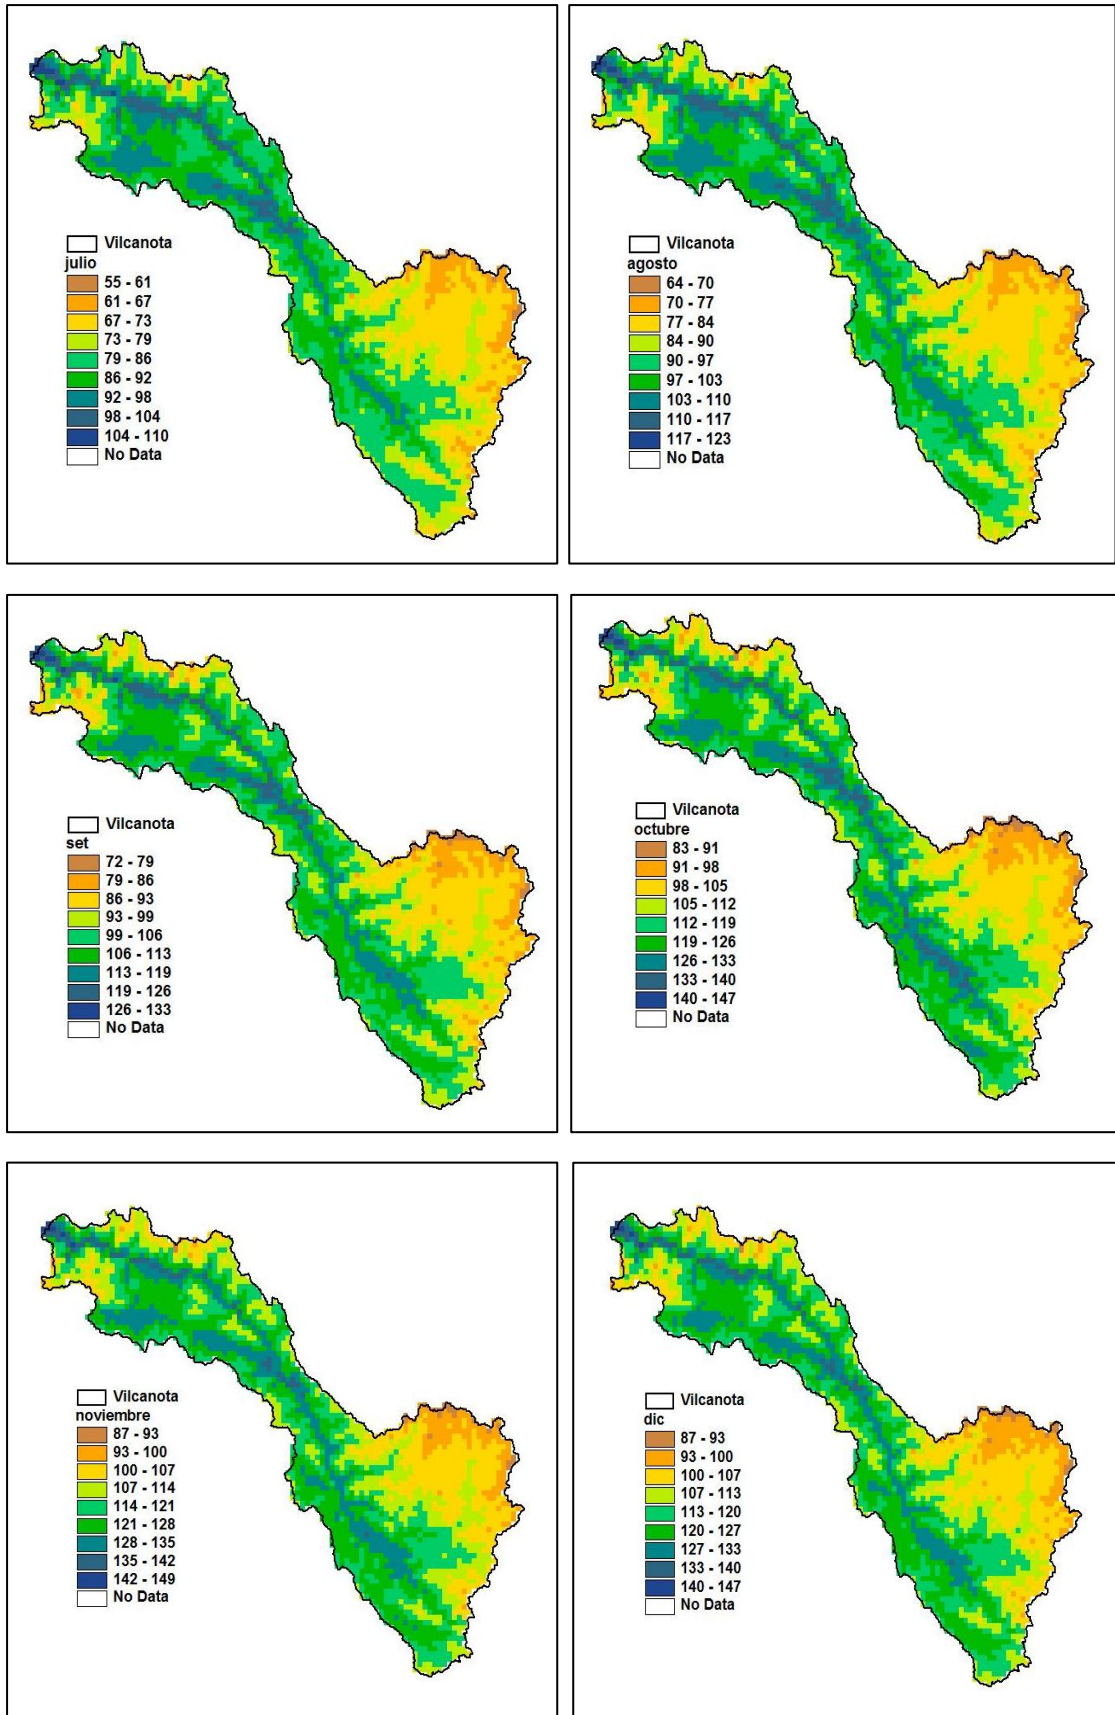 Vilcanota
julio
55 - 61
61 - 67
67 - 73
73 - 79
79 - 86
86 - 92
92 - 98
98 - 104
104 - 110
No Data
Vilcanota
agosto
64 - 70
70 - 77
77 - 84
84 - 90
90 - 97
97 - 103
103 - 110
110 - 117
117 - 123
No Data
Vilcanota
set
72 - 79
79 - 86
86 - 93
93 - 99
99 - 106
106 - 113
113 - 119
119 - 126
126 - 133
No Data
Vilcanota
octubre
83 - 91
91 - 98
98 - 105
105 - 112
112 - 119
119 - 126
126 - 133
133 - 140
140 - 147
No Data
Vilcanota
noviembre
87 - 93
93 - 100
100 - 107
107 - 114
114 - 121
121 - 128
128 - 135
135 - 142
142 - 149
No Data
Vilcanota
dic
87 - 93
93 - 100
100 - 107
107 - 113
113 - 120
120 - 127
127 - 133
133 - 140
140 - 147
No Data